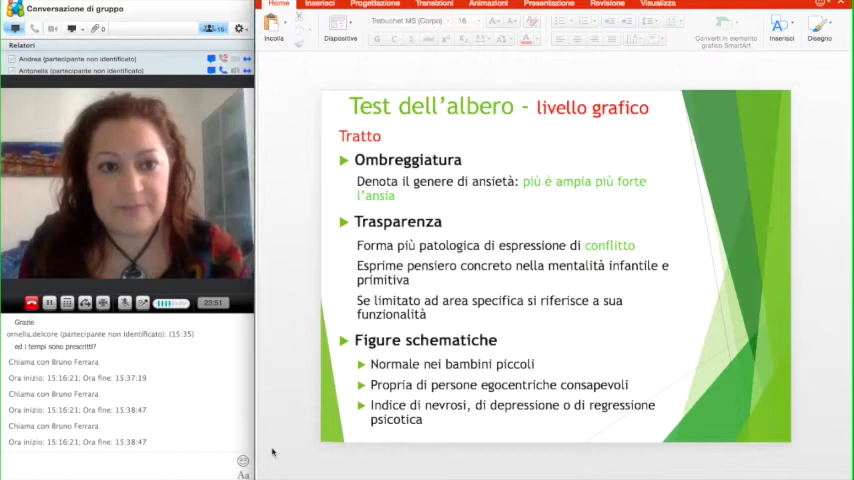 Conversazione di gruppo
0
15
Relatori
Andrea (partecipante non identificato)
Antonella (partecipante non identificato)
23:51
Grazie
ornella.delcore (partecipante non identificato): (15:35)
ed i tempi sono prescritti?
Chiama con Bruno Ferrara
Ora inizio: 15:16:21; Ora fine: 15:37:19
Chiama con Bruno Ferrara
Ora inizio: 15:16:21; Ora fine: 15:38:47
Chiama con Bruno Ferrara
Ora inizio: 15:16:21; Ora fine: 15:38:47
Aa
Home Inserisci Progettazione Transizioni Animazioni Presentazione Revisione Visualizza
Incolla
Diapositive
Trebuchet MS (Corpo)
16
Converti in elemento
grafico SmartArt
Inserisci
Disegno
Test dell'albero - livello grafico
Tratto
Ombreggiatura
Denota il genere di ansietà: più è ampia più forte
l'ansia
Trasparenza
Forma più patologica di espressione di conflitto
Esprime pensiero concreto nella mentalità infantile e
primitiva
Se limitato ad area specifica si riferisce a sua
funzionalità
Figure schematiche
Normale nei bambini piccoli
Propria di persone egocentriche consapevoli
Indice di nevrosi, di depressione o di regressione
psicotica